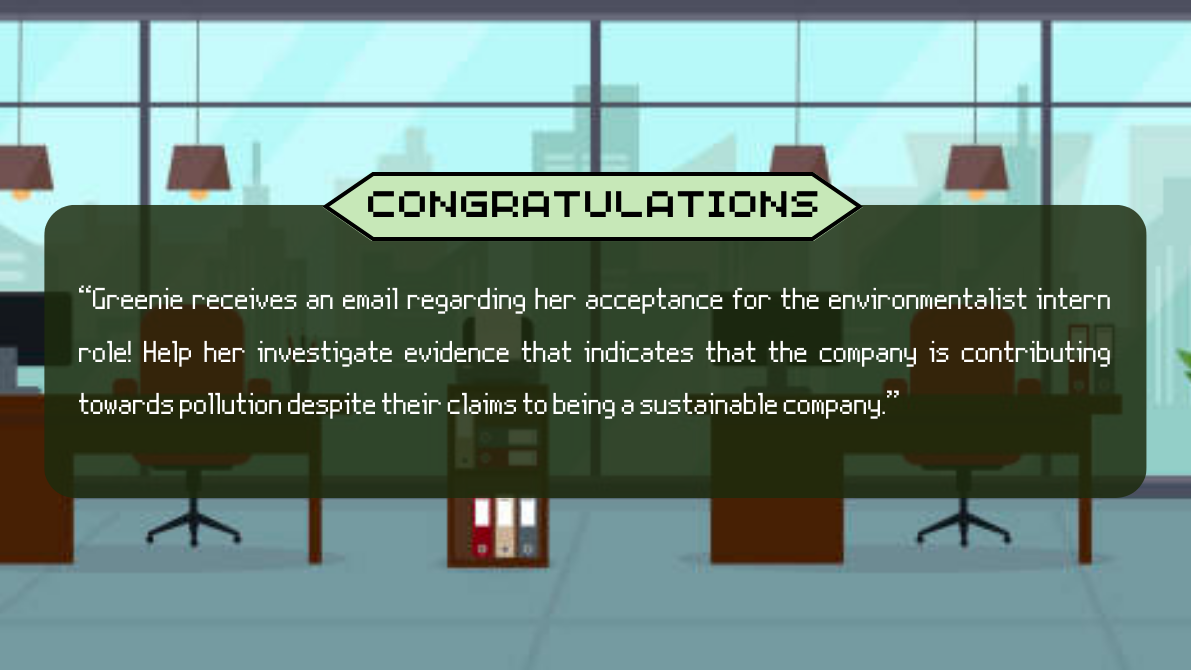 CONGRATULATIONS
“Greenie receives an email regarding her acceptance for the environmentalist intern
role! Help her investigate evidence that indicates that the company is contributing
towards pollution despite their claims to being a sustainable company.”